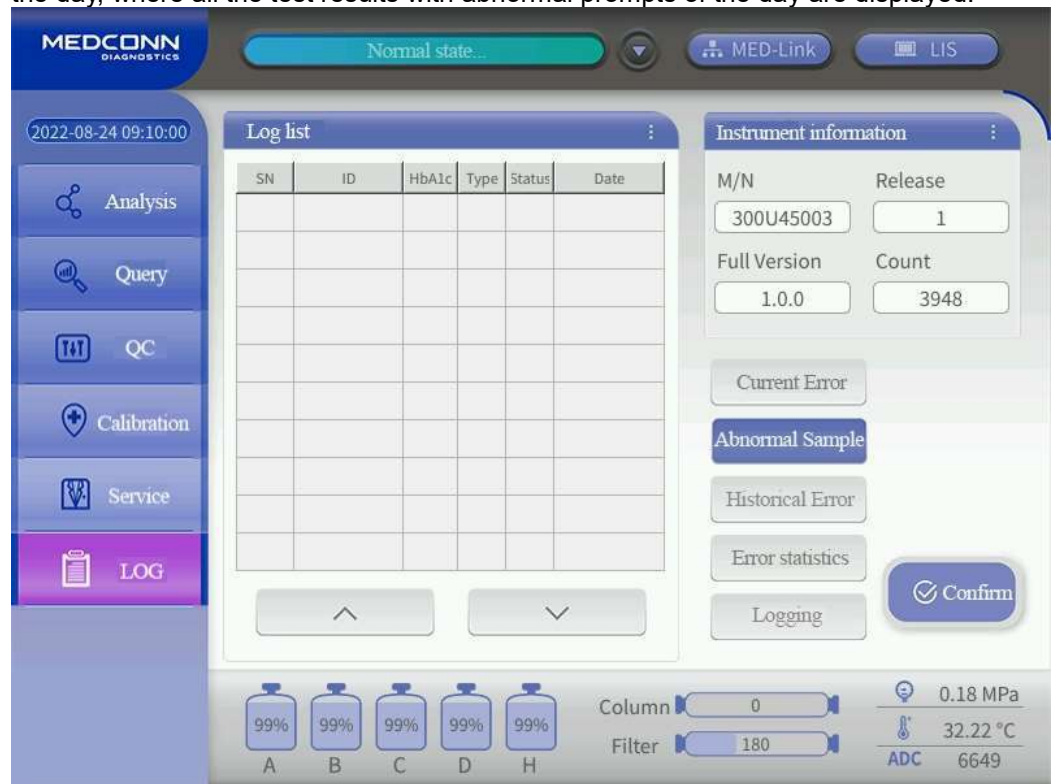 the day, where all the test results with abnormal prompts of the day are displayed.
MEDCONN
DIAGNOSTICS
Normal state...
MED-Link
LIS
2022-08-24 09:10:00
Analysis
Query
QC
Calibration
Service
LOG
Log list
SN ID HbA1c Type Status Date
Instrument information
M/N Release
300U45003 1
Full Version Count
1.0.0 3948
Current Error
Abnormal Sample
Historical Error
Error statistics
Logging
Confirm
99% 99% 99% 99% 99%
A B C D H
Column 0
Filter 180
0.18 MPa
32.22 °C
ADC 6649